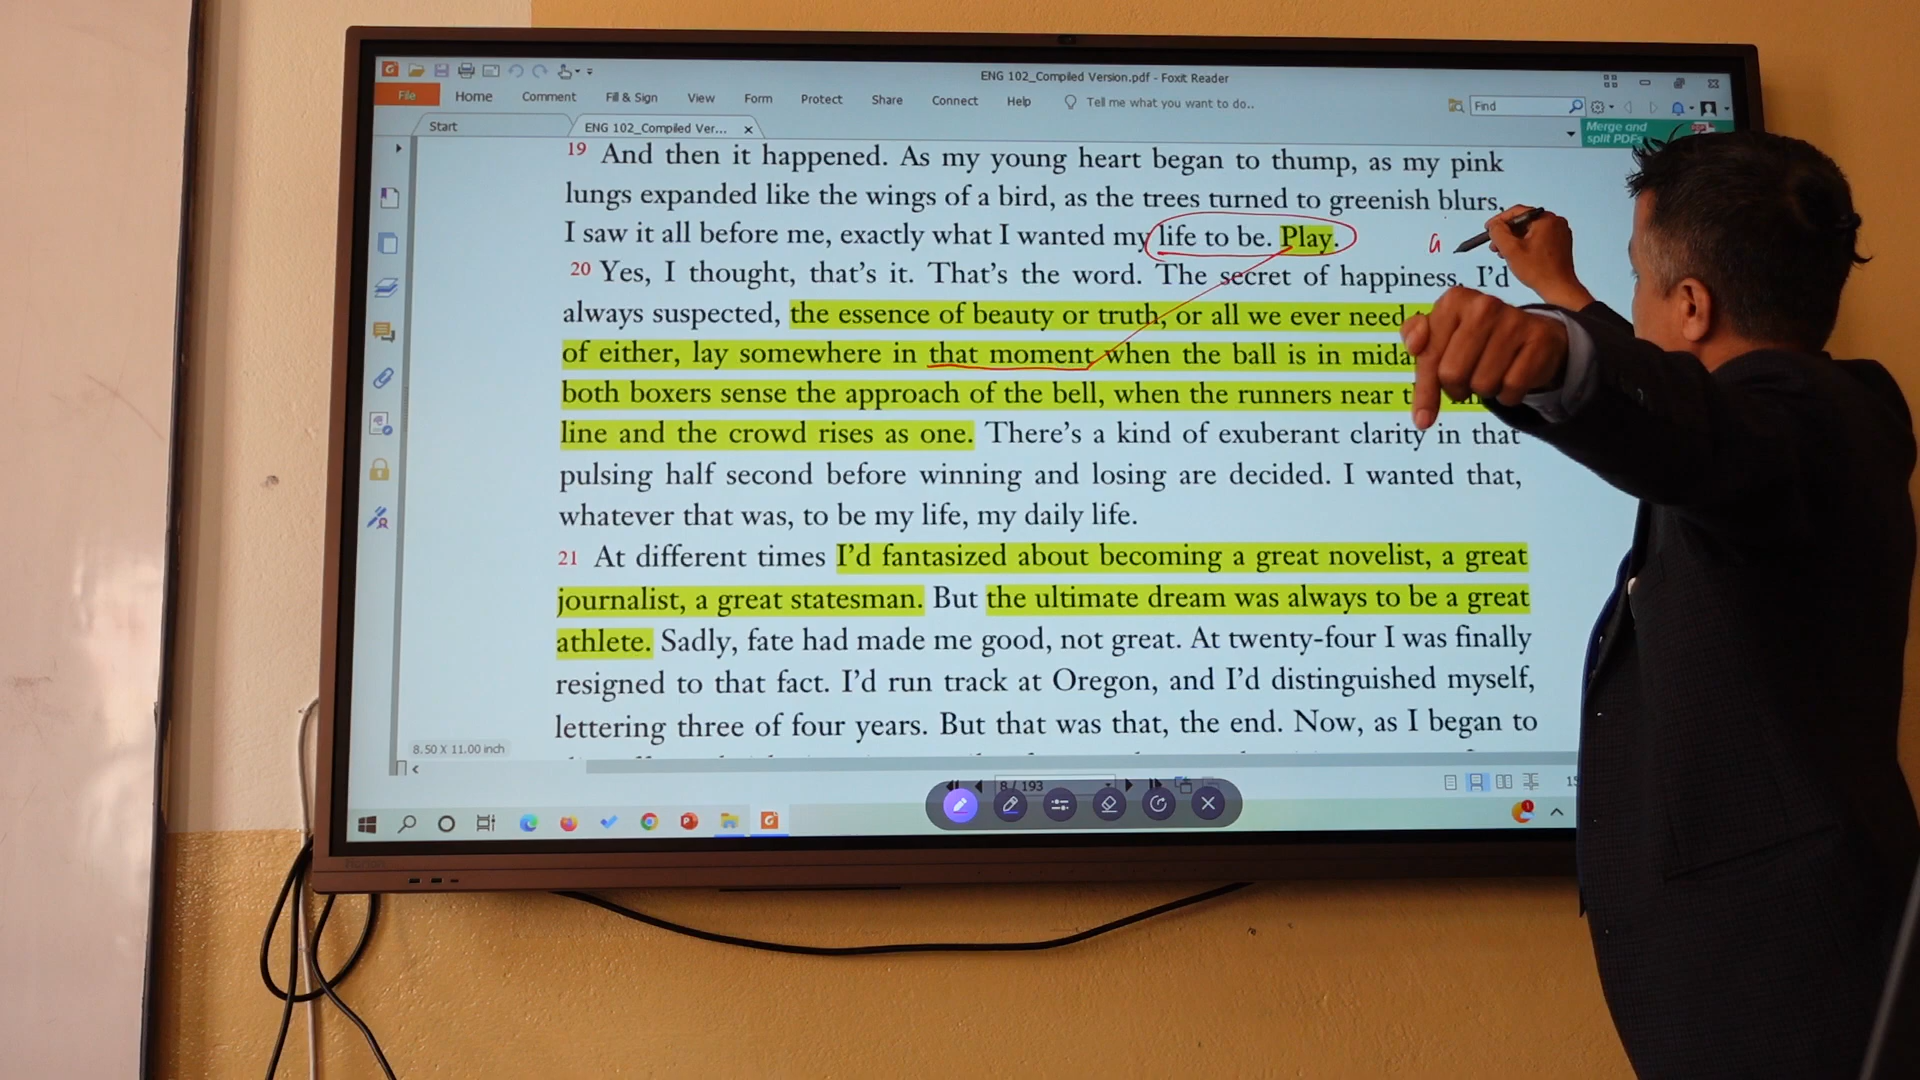 ENG 102_Compiled Version.pdf - Foxit Reader
File Home Comment Fill & Sign View Form Protect Share Connect Help Tell me what you want to do.. Find
Start ENG 102_Compiled Ver... Merge and
split PDFs
19 And then it happened. As my young heart began to thump, as my pink
lungs expanded like the wings of a bird, as the trees turned to greenish blurs,
I saw it all before me, exactly what I wanted my life to be. Play. a
20 Yes, I thought, that's it. That's the word. The secret of happiness, I'd
always suspected, the essence of beauty or truth, or all we ever need
of either, lay somewhere in that moment when the ball is in
both boxers sense the approach of the bell, when the runners near
line and the crowd rises as one. There's a kind of exuberant clarity in that
pulsing half second before winning and losing are decided. I wanted that,
whatever that was, to be my life, my daily life.
21 At different times I'd fantasized about becoming a great novelist, a great
journalist, a great statesman. But the ultimate dream was always to be a great
athlete. Sadly, fate had made me good, not great. At twenty-four I was finally
resigned to that fact. I'd run track at Oregon, and I'd distinguished myself,
lettering three of four years. But that was that, the end. Now, as I began to
8.50 X 11.00 inch
8 / 193